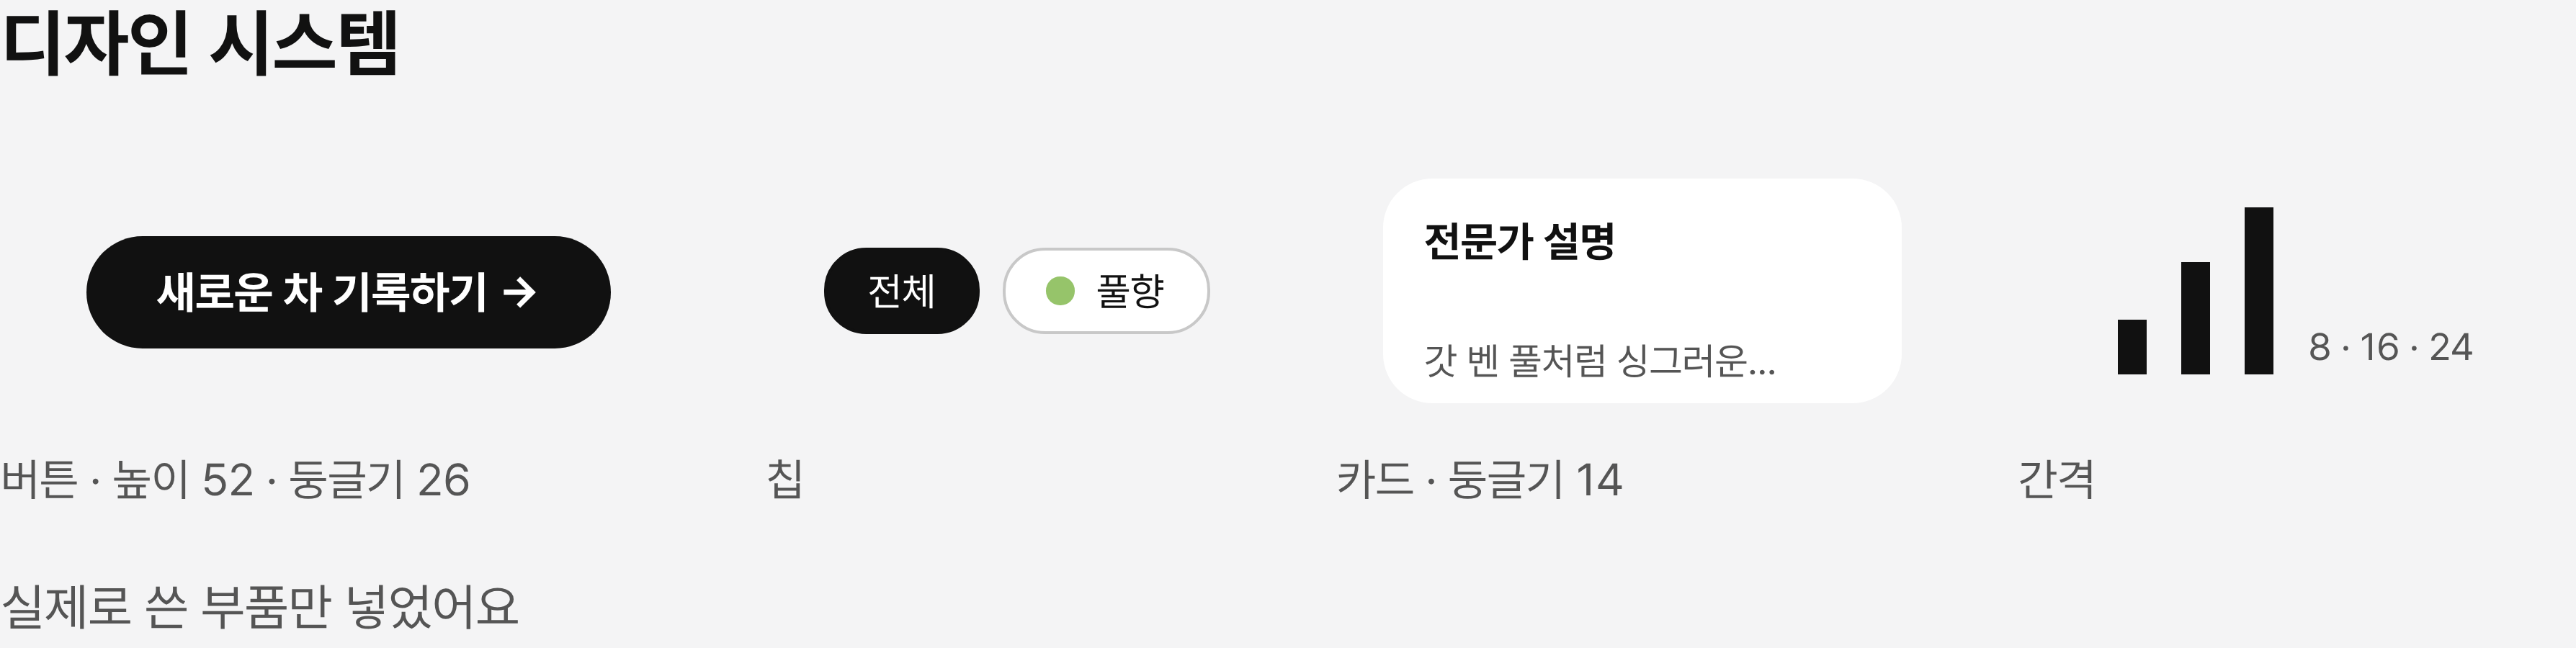 디자인 시스템
새로운 차 기록하기 →
전체
풀향
전문가 설명
갓 벤 풀처럼 싱그러운...
8 · 16 · 24
버튼 · 높이 52 · 둥글기 26
칩
카드 · 둥글기 14
간격
실제로 쓴 부품만 넣었어요